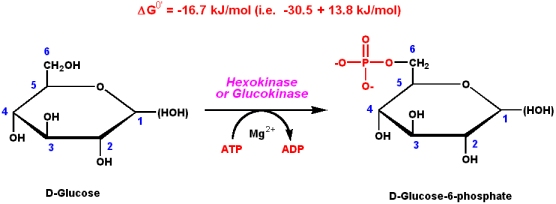 ΔG⁰' = -16.7 kJ/mol (i.e. -30.5 + 13.8 kJ/mol)
6
CH₂OH
5
O
4
(HOH)
1
OH
OH
3
2
OH
D-Glucose
Hexokinase
or Glucokinase
Mg²⁺
ATP
ADP
O
-O
P
O
CH₂
6
O-
5
O
4
(HOH)
1
OH
OH
3
2
OH
D-Glucose-6-phosphate